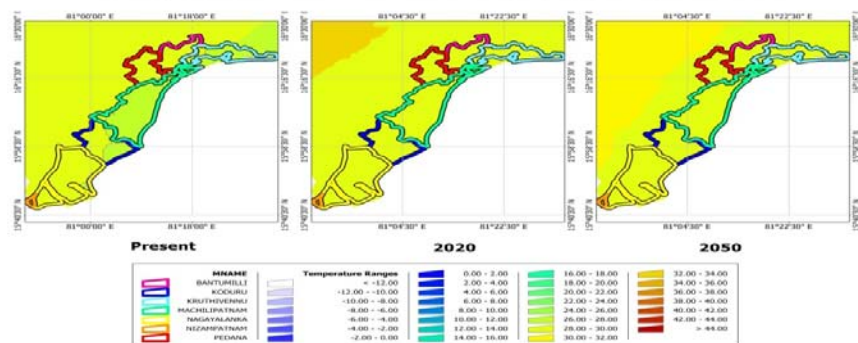 81°00'00" E 81°18'00" E
81°04'30" E 81°22'30" E
81°04'30" E 81°22'30" E
81°00'00" E 81°18'00" E
81°04'30" E 81°22'30" E
81°04'30" E 81°22'30" E
Present 2020 2050
MNAME
BANTUMILLI
KODURU
KRUTHIVENNU
MACHILIPATNAM
NAGAYALANKA
NIZAMPATNAM
PEDANA
Temperature Ranges
< -12.00
-12.00 - -10.00
-10.00 - -8.00
-8.00 - -6.00
-6.00 - -4.00
-4.00 - -2.00
-2.00 - 0.00
0.00 - 2.00
2.00 - 4.00
4.00 - 6.00
6.00 - 8.00
8.00 - 10.00
10.00 - 12.00
12.00 - 14.00
14.00 - 16.00
16.00 - 18.00
18.00 - 20.00
20.00 - 22.00
22.00 - 24.00
24.00 - 26.00
26.00 - 28.00
28.00 - 30.00
30.00 - 32.00
32.00 - 34.00
34.00 - 36.00
36.00 - 38.00
38.00 - 40.00
40.00 - 42.00
42.00 - 44.00
> 44.00